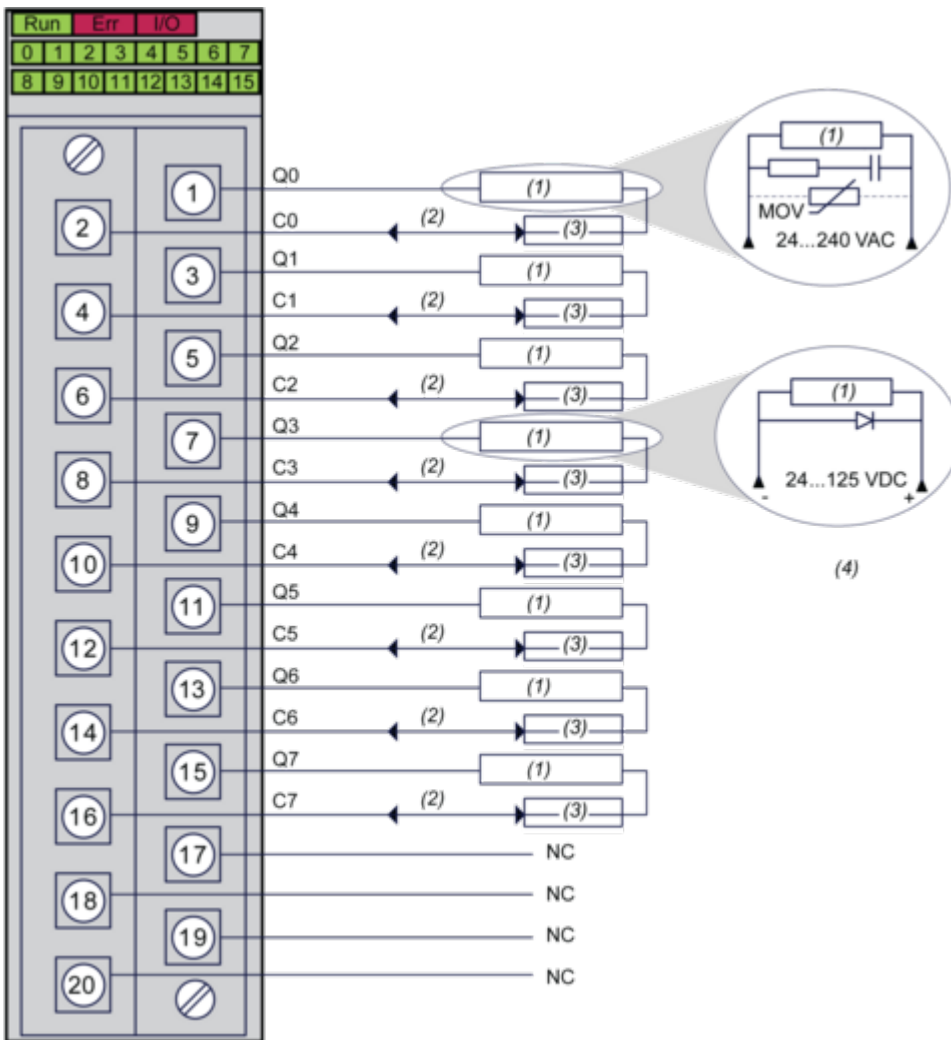 Run Err I/O
0 1 2 3 4 5 6 7
8 9 10 11 12 13 14 15
1 Q0 (1)
2 C0 (2) (3)
3 Q1 (1)
4 C1 (2) (3)
5 Q2 (1)
6 C2 (2) (3)
7 Q3 (1)
8 C3 (2) (3)
9 Q4 (1)
10 C4 (2) (3)
11 Q5 (1)
12 C5 (2) (3)
13 Q6 (1)
14 C6 (2) (3)
15 Q7 (1)
16 C7 (2) (3)
17 NC
18 NC
19 NC
20 NC
(1)
MOV
24...240 VAC
(1)
24...125 VDC
- +
(4)